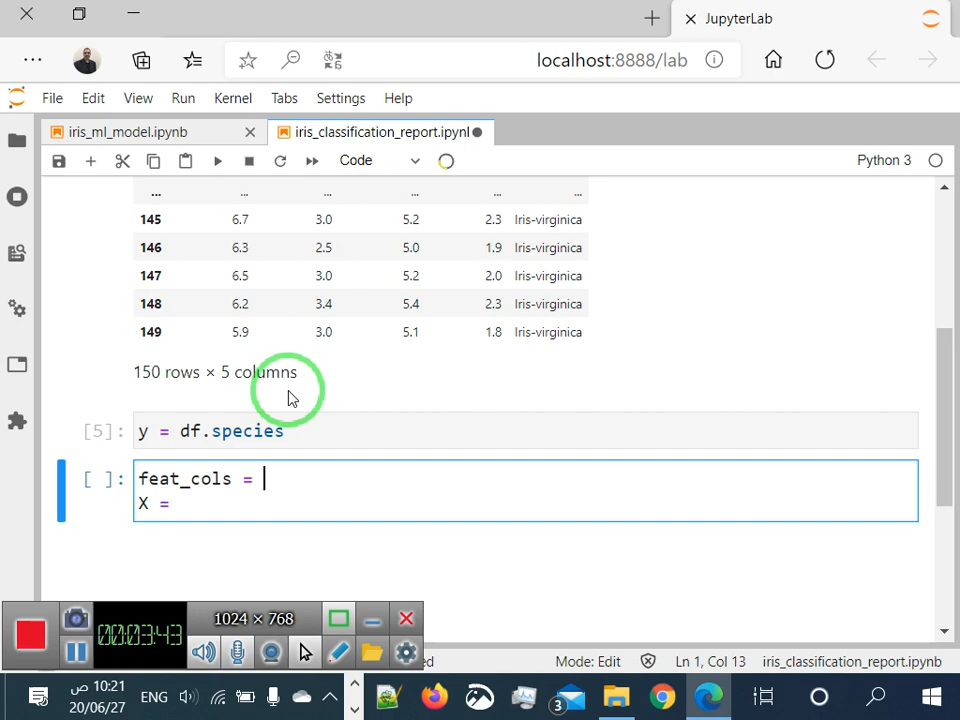 JupyterLab
localhost:8888/lab
File Edit View Run Kernel Tabs Settings Help
iris_ml_model.ipynb iris_classification_report.ipynl
Code Python 3
... ... ... ... ... ...
145 6.7 3.0 5.2 2.3 Iris-virginica
146 6.3 2.5 5.0 1.9 Iris-virginica
147 6.5 3.0 5.2 2.0 Iris-virginica
148 6.2 3.4 5.4 2.3 Iris-virginica
149 5.9 3.0 5.1 1.8 Iris-virginica
150 rows × 5 columns
[5]: y = df.species
[ ]: feat_cols =
X =
1024 × 768
00:03:43
Mode: Edit Ln 1, Col 13 iris_classification_report.ipynb
10:21 ص ENG 3
20/06/27